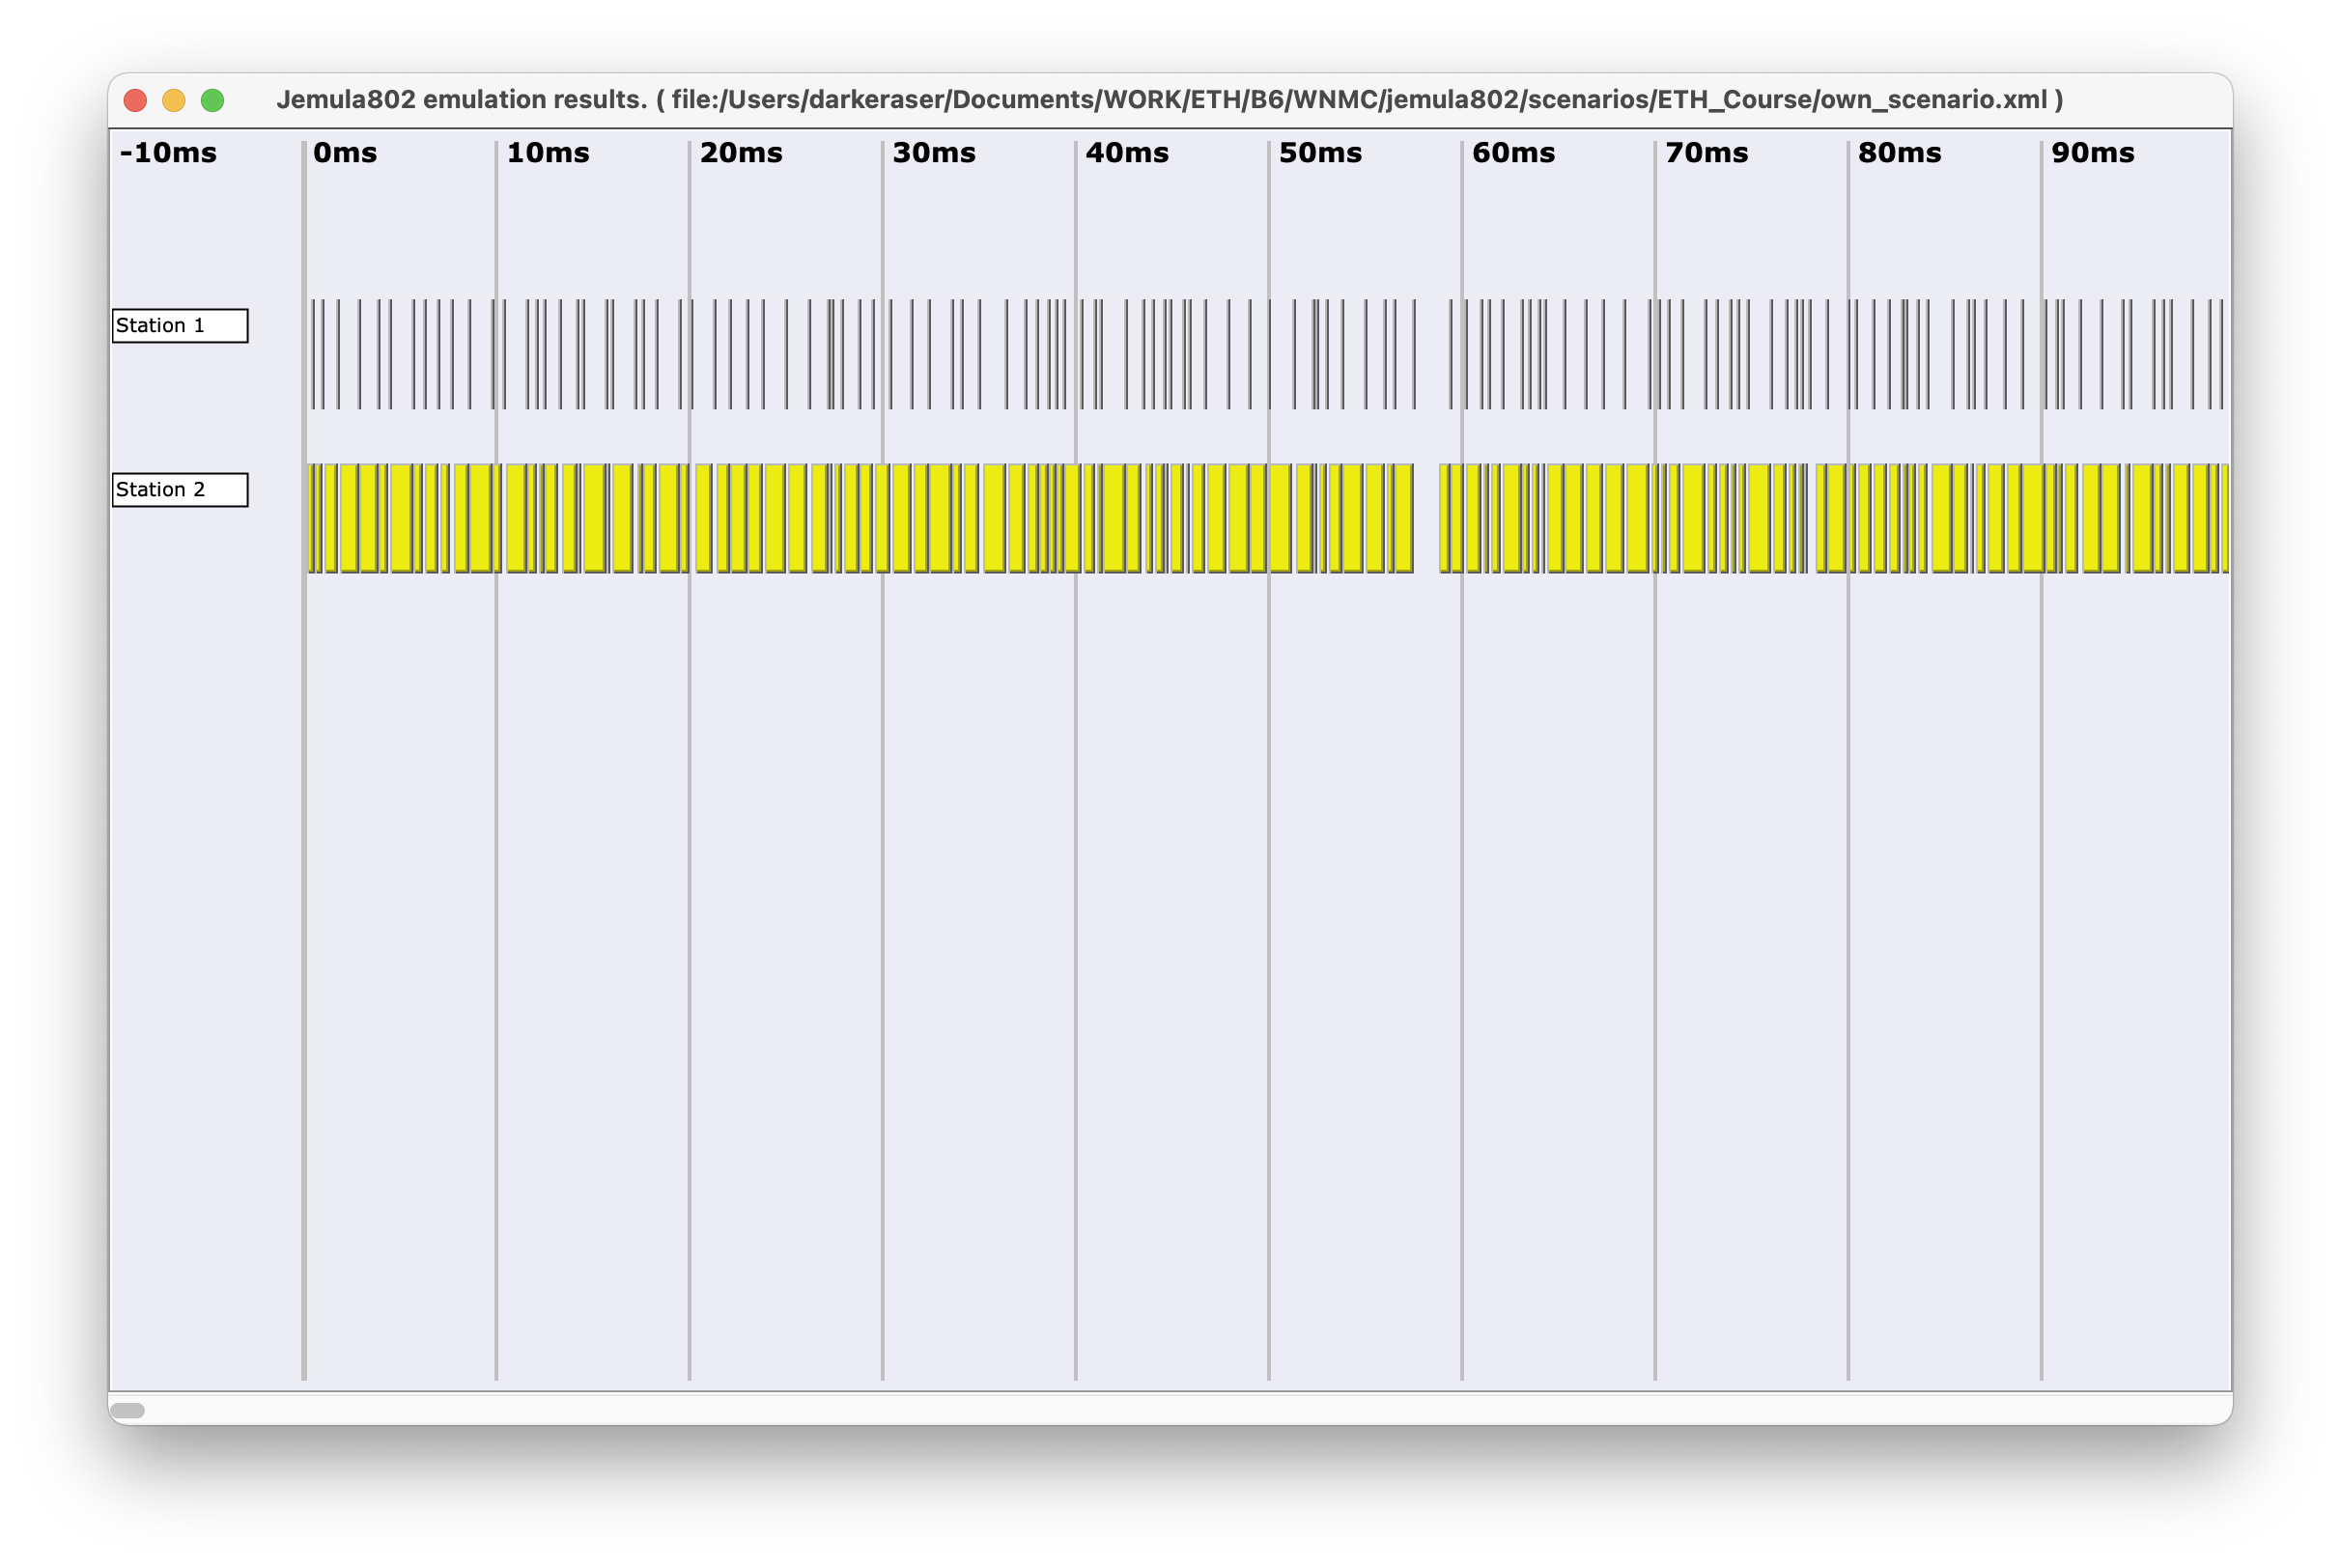 Jemula802 emulation results. ( file:/Users/darkeraser/Documents/WORK/ETH/B6/WNMC/jemula802/scenarios/ETH_Course/own_scenario.xml )
-10ms 0ms 10ms 20ms 30ms 40ms 50ms 60ms 70ms 80ms 90ms
Station 1
Station 2